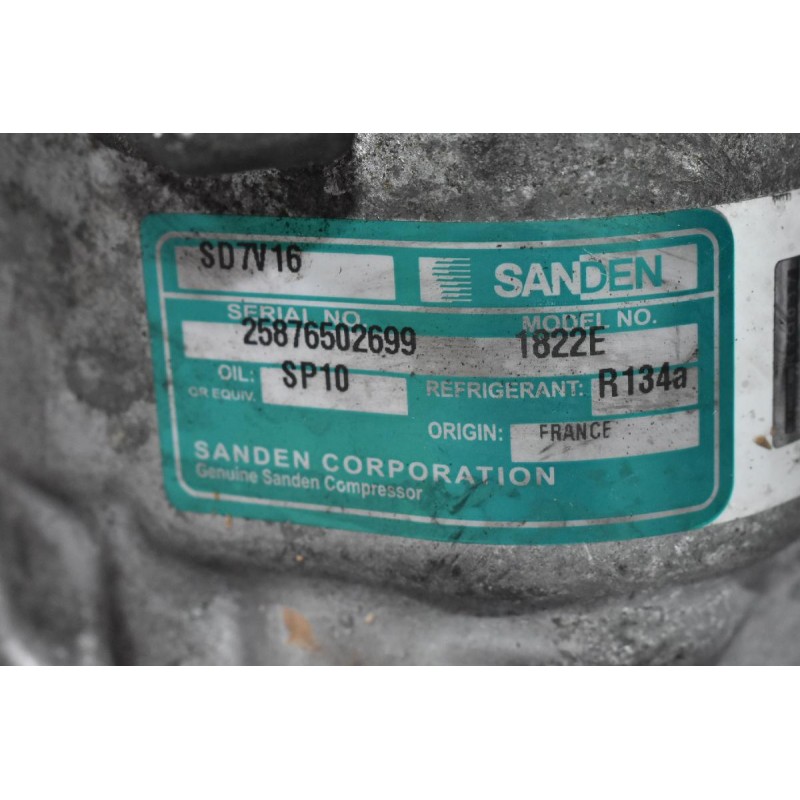 SD7V16 SANDEN
SERIAL NO. MODEL NO.
25876502699 1822E
OIL: SP10 REFRIGERANT: R134a
OR EQUIV.
ORIGIN: FRANCE
SANDEN CORPORATION
Genuine Sanden Compressor